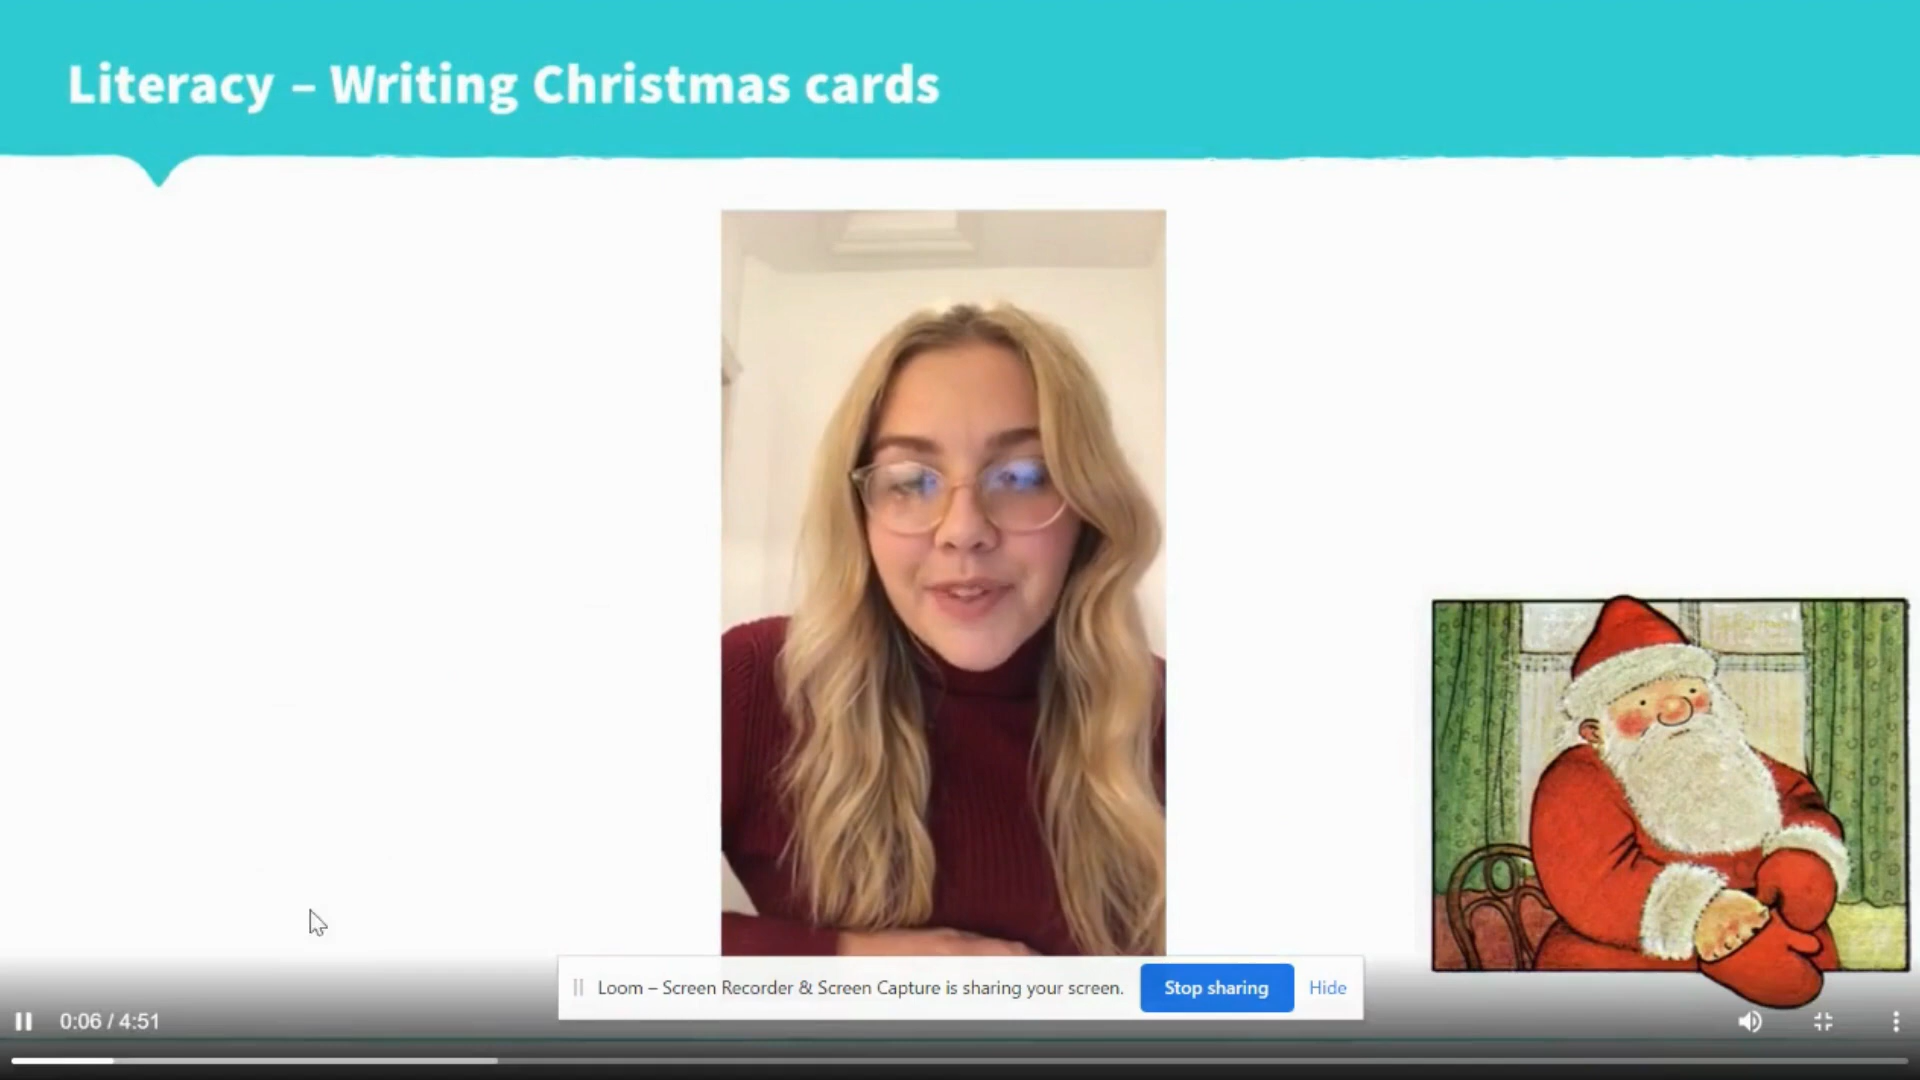 Literacy – Writing Christmas cards
Loom – Screen Recorder & Screen Capture is sharing your screen.
Stop sharing
Hide
0:06 / 4:51